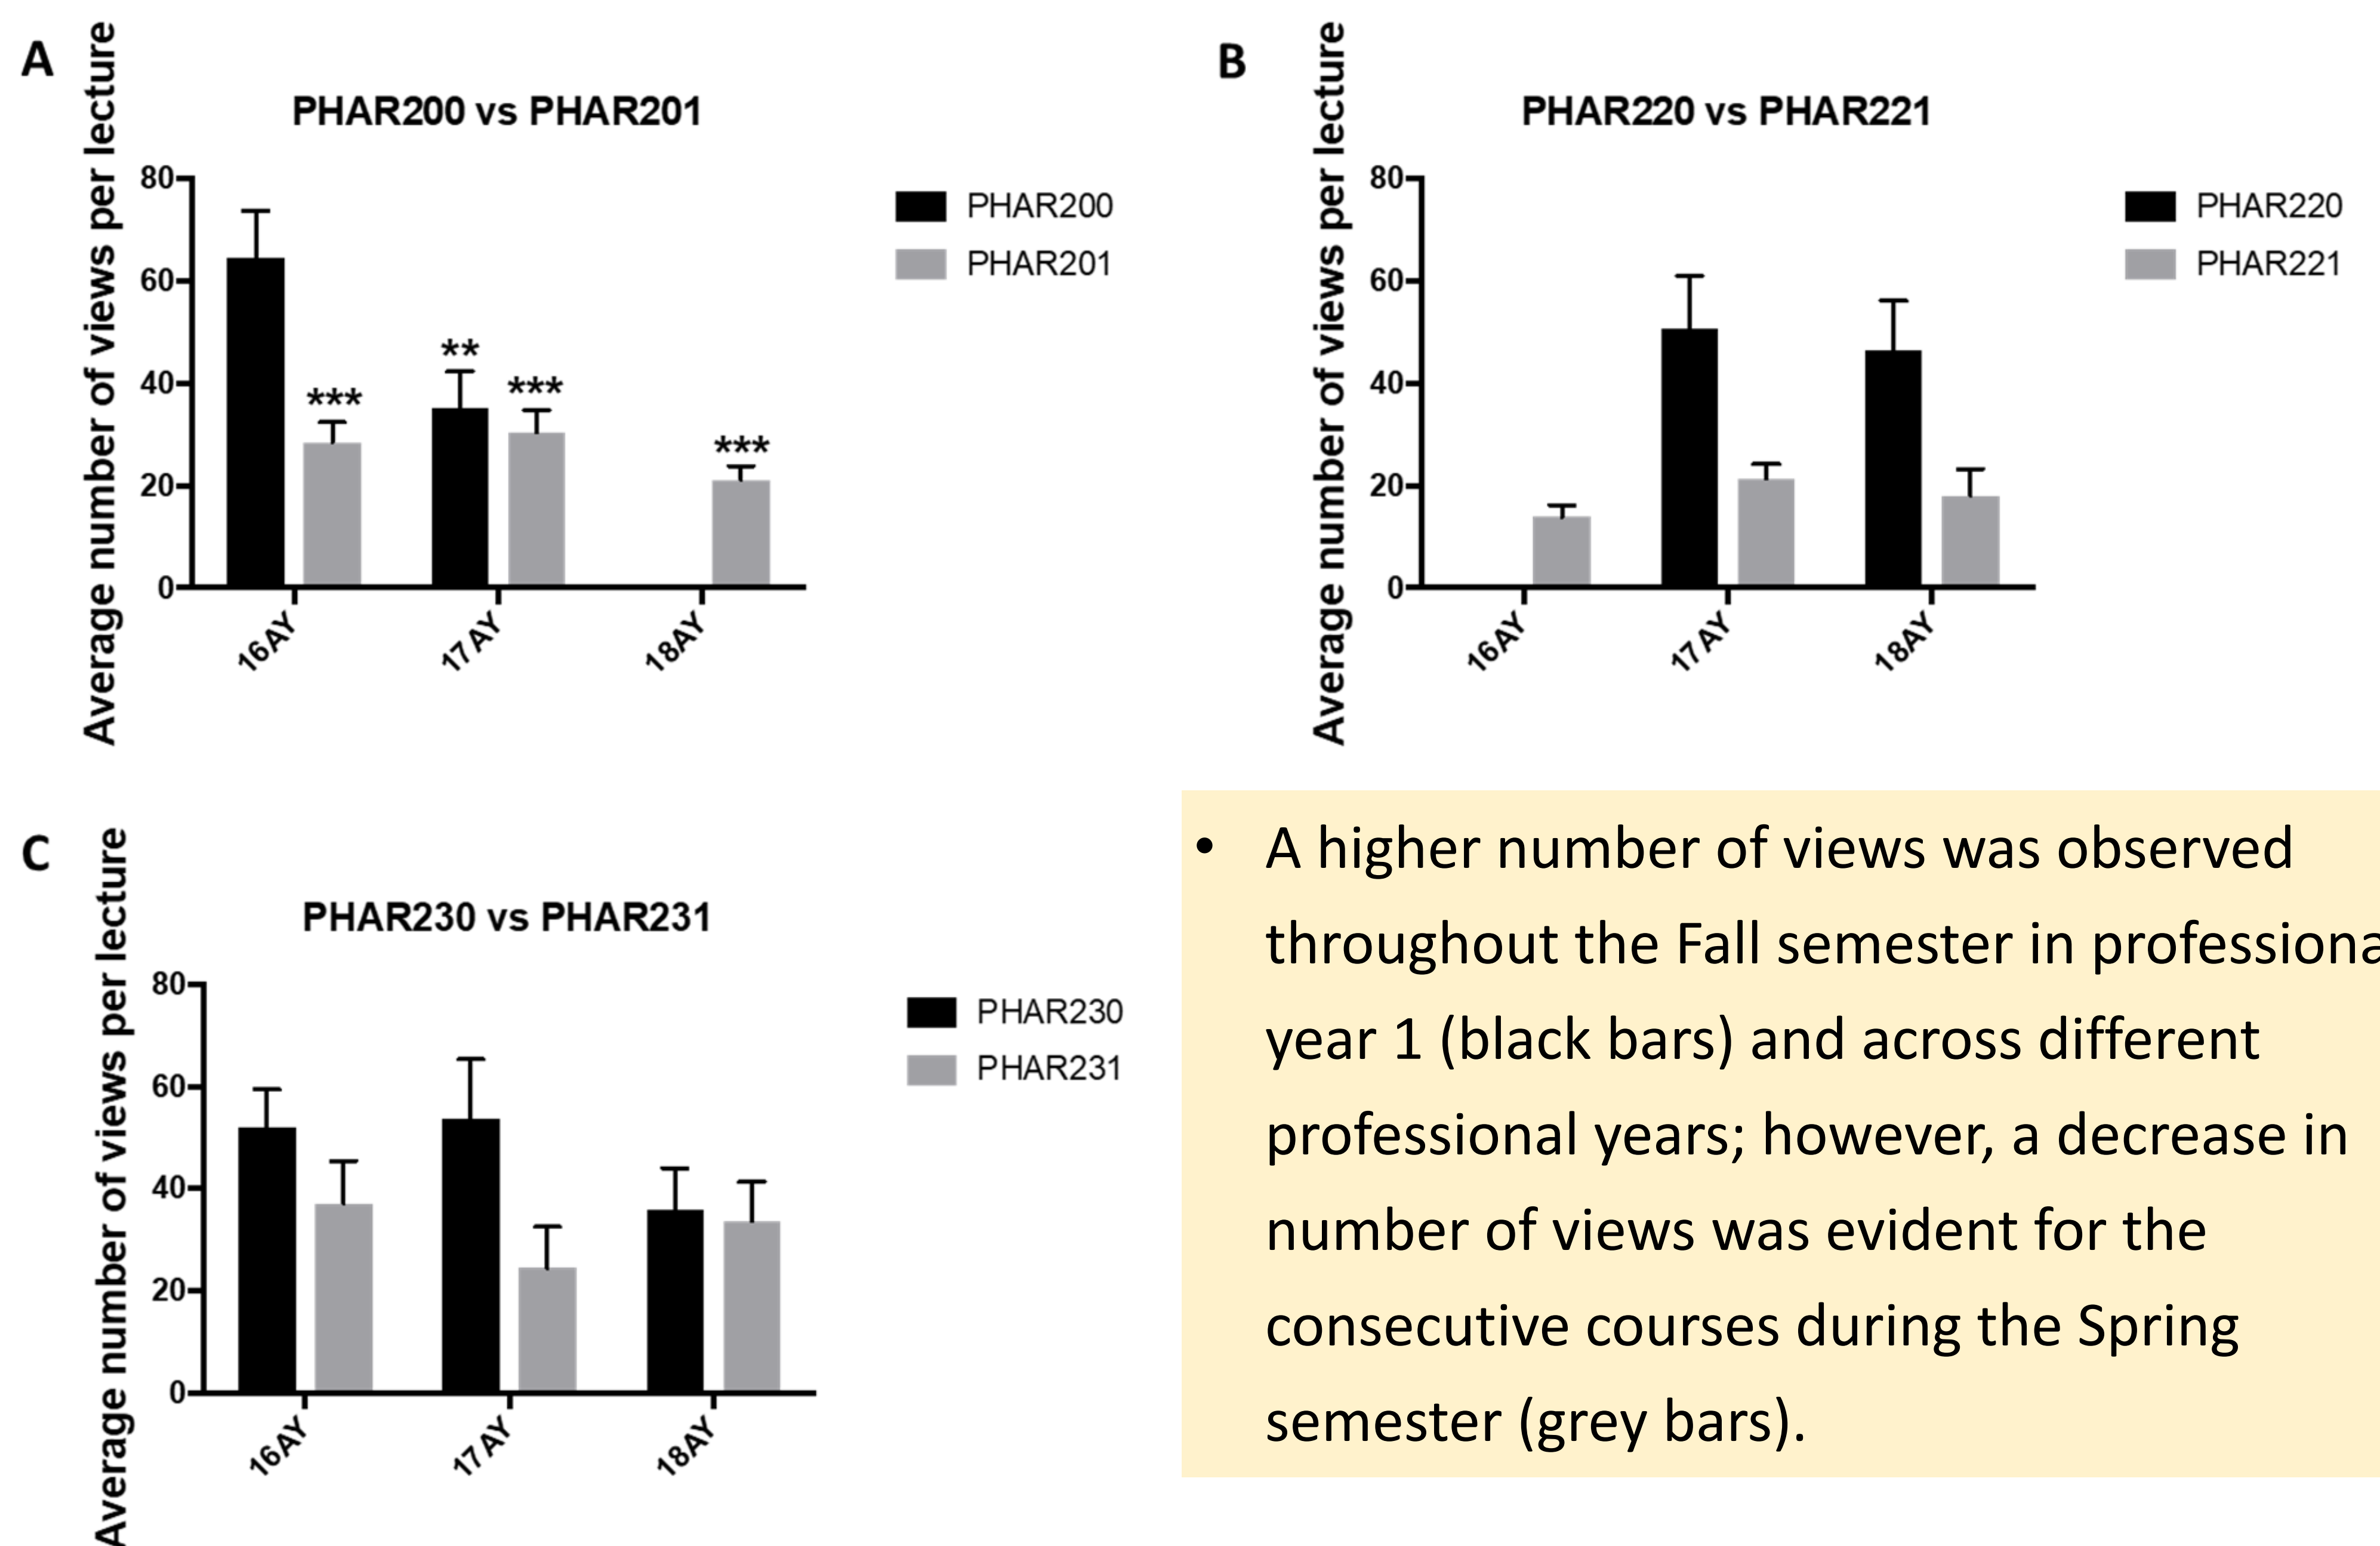 A
PHAR200 vs PHAR201
Average number of views per lecture
80
60
40
20
0
***
**
***
***
16AY
17AY
18AY
PHAR200
PHAR201
B
PHAR220 vs PHAR221
Average number of views per lecture
80
60
40
20
0
16AY
17AY
18AY
PHAR220
PHAR221
C
PHAR230 vs PHAR231
Average number of views per lecture
80
60
40
20
0
16AY
17AY
18AY
PHAR230
PHAR231
• A higher number of views was observed
throughout the Fall semester in professiona
year 1 (black bars) and across different
professional years; however, a decrease in
number of views was evident for the
consecutive courses during the Spring
semester (grey bars).